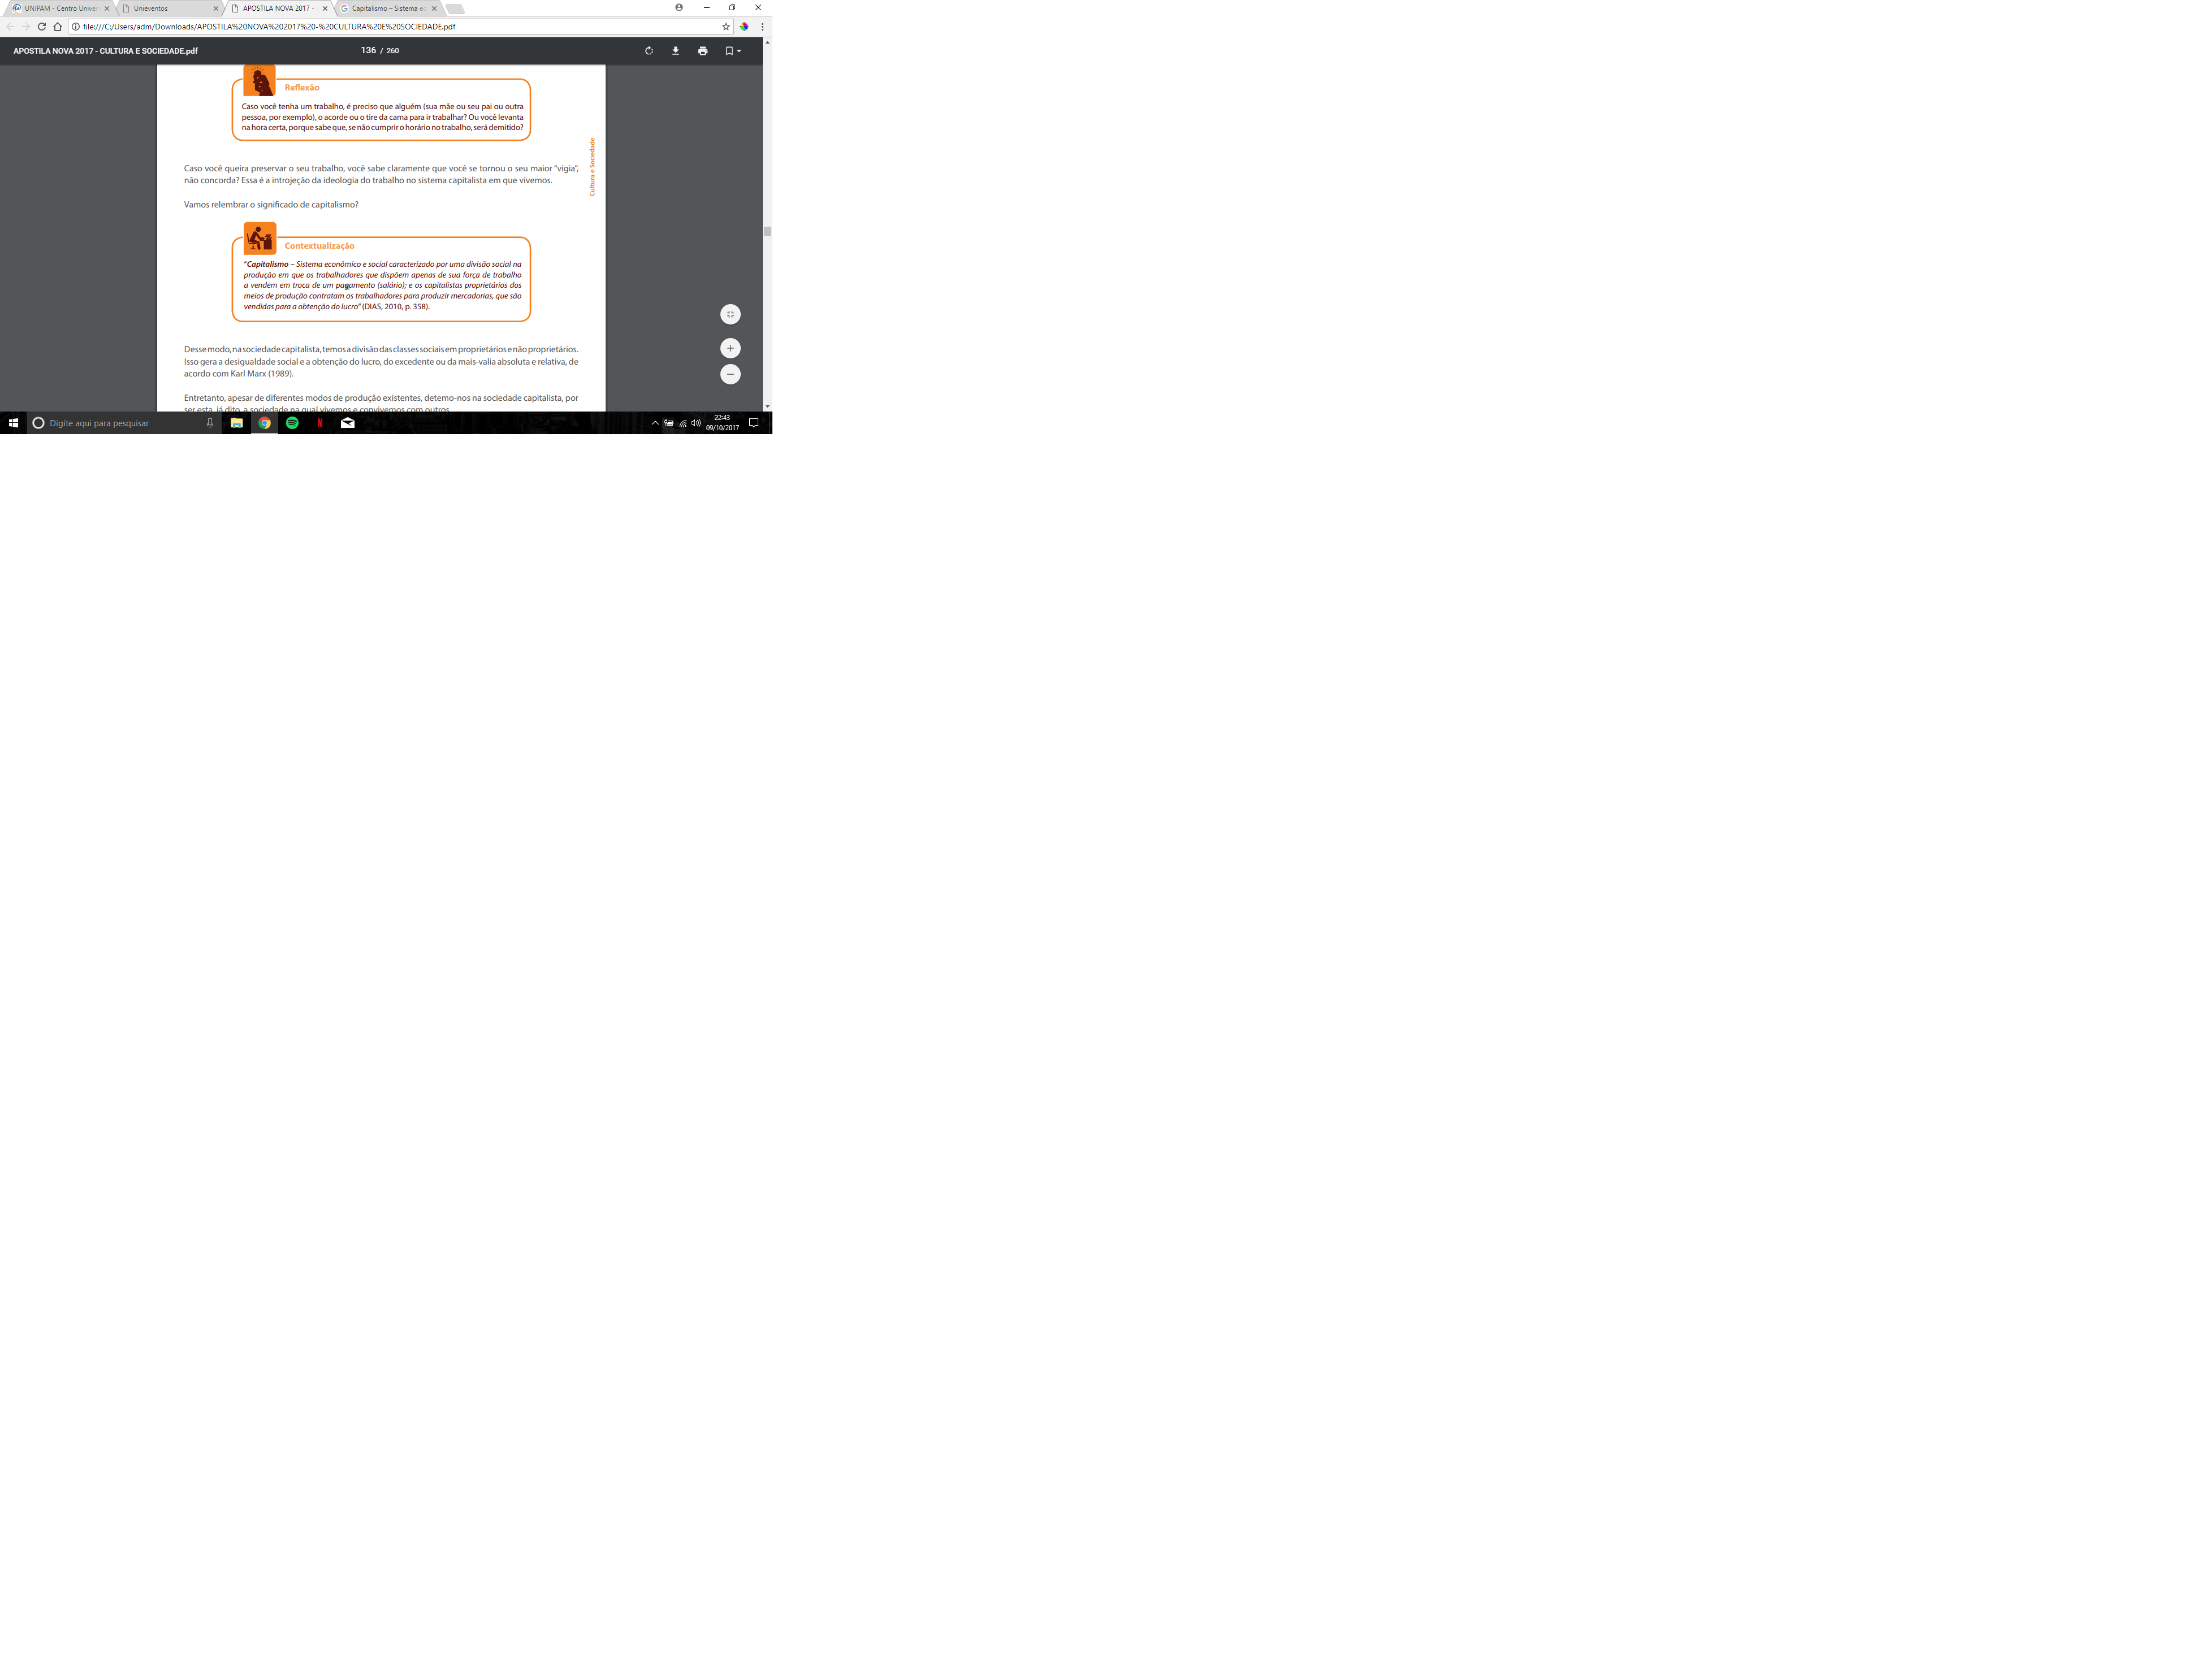 UNIPAM - Centro Univer
Unieventos
APOSTILA NOVA 2017 -
Capitalismo – Sistema ec
file:///C:/Users/adm/Downloads/APOSTILA%20NOVA%202017%20-%20CULTURA%20E%20SOCIEDADE.pdf
APOSTILA NOVA 2017 - CULTURA E SOCIEDADE.pdf
136 / 260
Reflexão
Caso você tenha um trabalho, é preciso que alguém (sua mãe ou seu pai ou outra
pessoa, por exemplo), o acorde ou o tire da cama para ir trabalhar? Ou você levanta
na hora certa, porque sabe que, se não cumprir o horário no trabalho, será demitido?
Cultura e Sociedade
Caso você queira preservar o seu trabalho, você sabe claramente que você se tornou o seu maior "vigia",
não concorda? Essa é a introjeção da ideologia do trabalho no sistema capitalista em que vivemos.
Vamos relembrar o significado de capitalismo?
Contextualização
"Capitalismo – Sistema econômico e social caracterizado por uma divisão social na
produção em que os trabalhadores que dispõem apenas de sua força de trabalho
a vendem em troca de um pagamento (salário); e os capitalistas proprietários dos
meios de produção contratam os trabalhadores para produzir mercadorias, que são
vendidas para a obtenção do lucro" (DIAS, 2010, p. 358).
Desse modo, na sociedade capitalista, temos a divisão das classes sociais em proprietários e não proprietários.
Isso gera a desigualdade social e a obtenção do lucro, do excedente ou da mais-valia absoluta e relativa, de
acordo com Karl Marx (1989).
Entretanto, apesar de diferentes modos de produção existentes, detemo-nos na sociedade capitalista, por
ser esta, já dito, a sociedade na qual vivemos e convivemos com outros
Digite aqui para pesquisar
22:43
09/10/2017